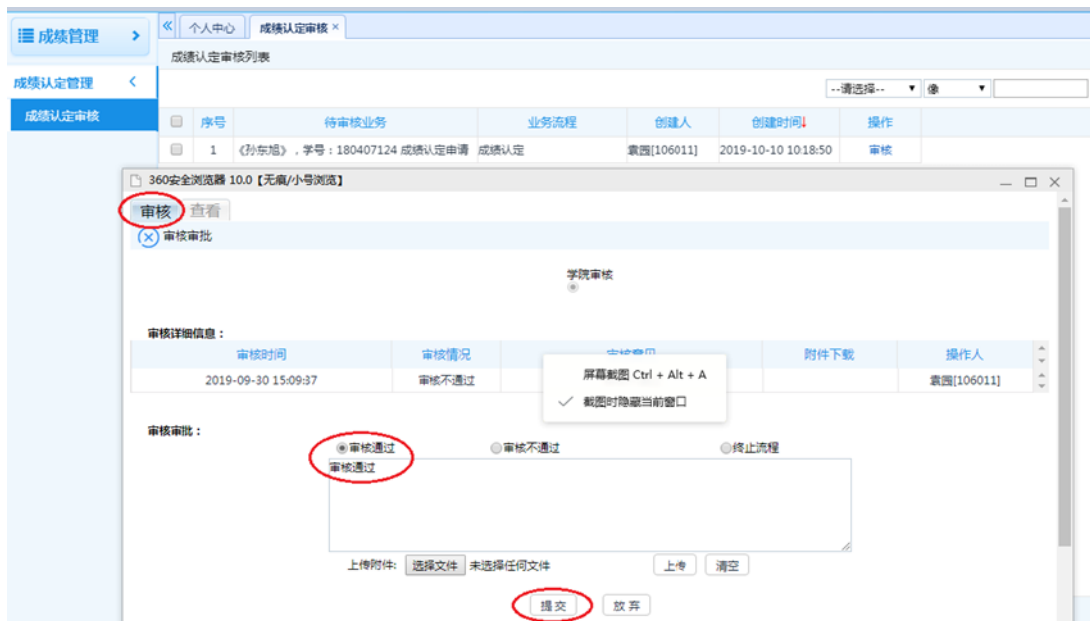 成绩管理
个人中心 成绩认定审核 ×
成绩认定审核列表
成绩认定管理
--请选择-- 像
成绩认定审核
序号 待审核业务 业务流程 创建人 创建时间↓ 操作
1 《孙东旭》，学号：180407124 成绩认定申请 成绩认定 袁园[106011] 2019-10-10 10:18:50 审核
360安全浏览器 10.0【无痕/小号浏览】
审核 查看
审核审批
学院审核
审核详细信息：
审核时间 审核情况 附件下载 操作人
屏幕截图 Ctrl + Alt + A
2019-09-30 15:09:37 审核不通过 袁园[106011]
截图时隐藏当前窗口
审核审批：
审核通过 审核不通过 终止流程
审核通过
上传附件: 选择文件 未选择任何文件 上传 清空
提交 放弃